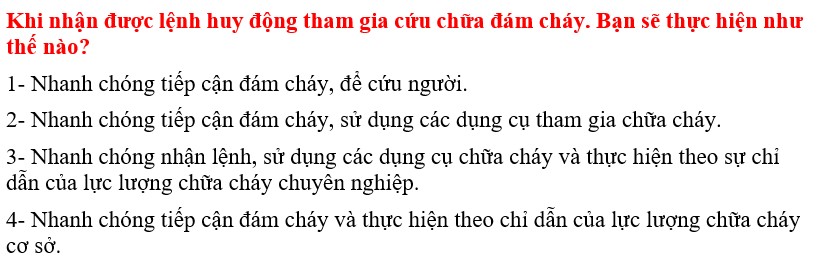 Khi nhận được lệnh huy động tham gia cứu chữa đám cháy. Bạn sẽ thực hiện như
thế nào?
1- Nhanh chóng tiếp cận đám cháy, để cứu người.
2- Nhanh chóng tiếp cận đám cháy, sử dụng các dụng cụ tham gia chữa cháy.
3- Nhanh chóng nhận lệnh, sử dụng các dụng cụ chữa cháy và thực hiện theo sự chỉ
dẫn của lực lượng chữa cháy chuyên nghiệp.
4- Nhanh chóng tiếp cận đám cháy và thực hiện theo chỉ dẫn của lực lượng chữa cháy
cơ sở.